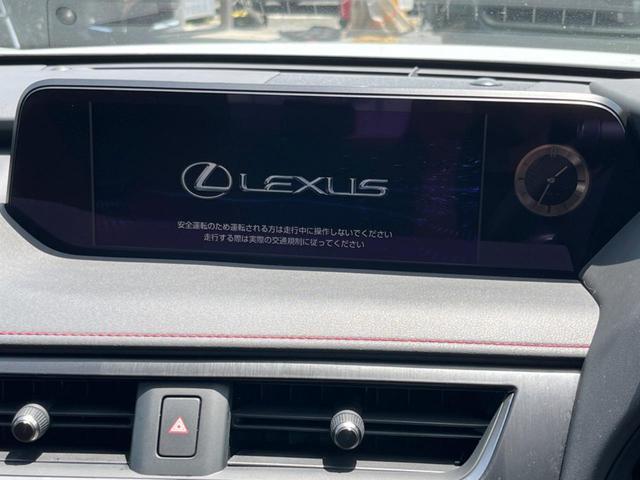 LEXUS
安全運転のため運転される方は走行中に操作しないでください
走行する際は実際の交通規制に従ってください